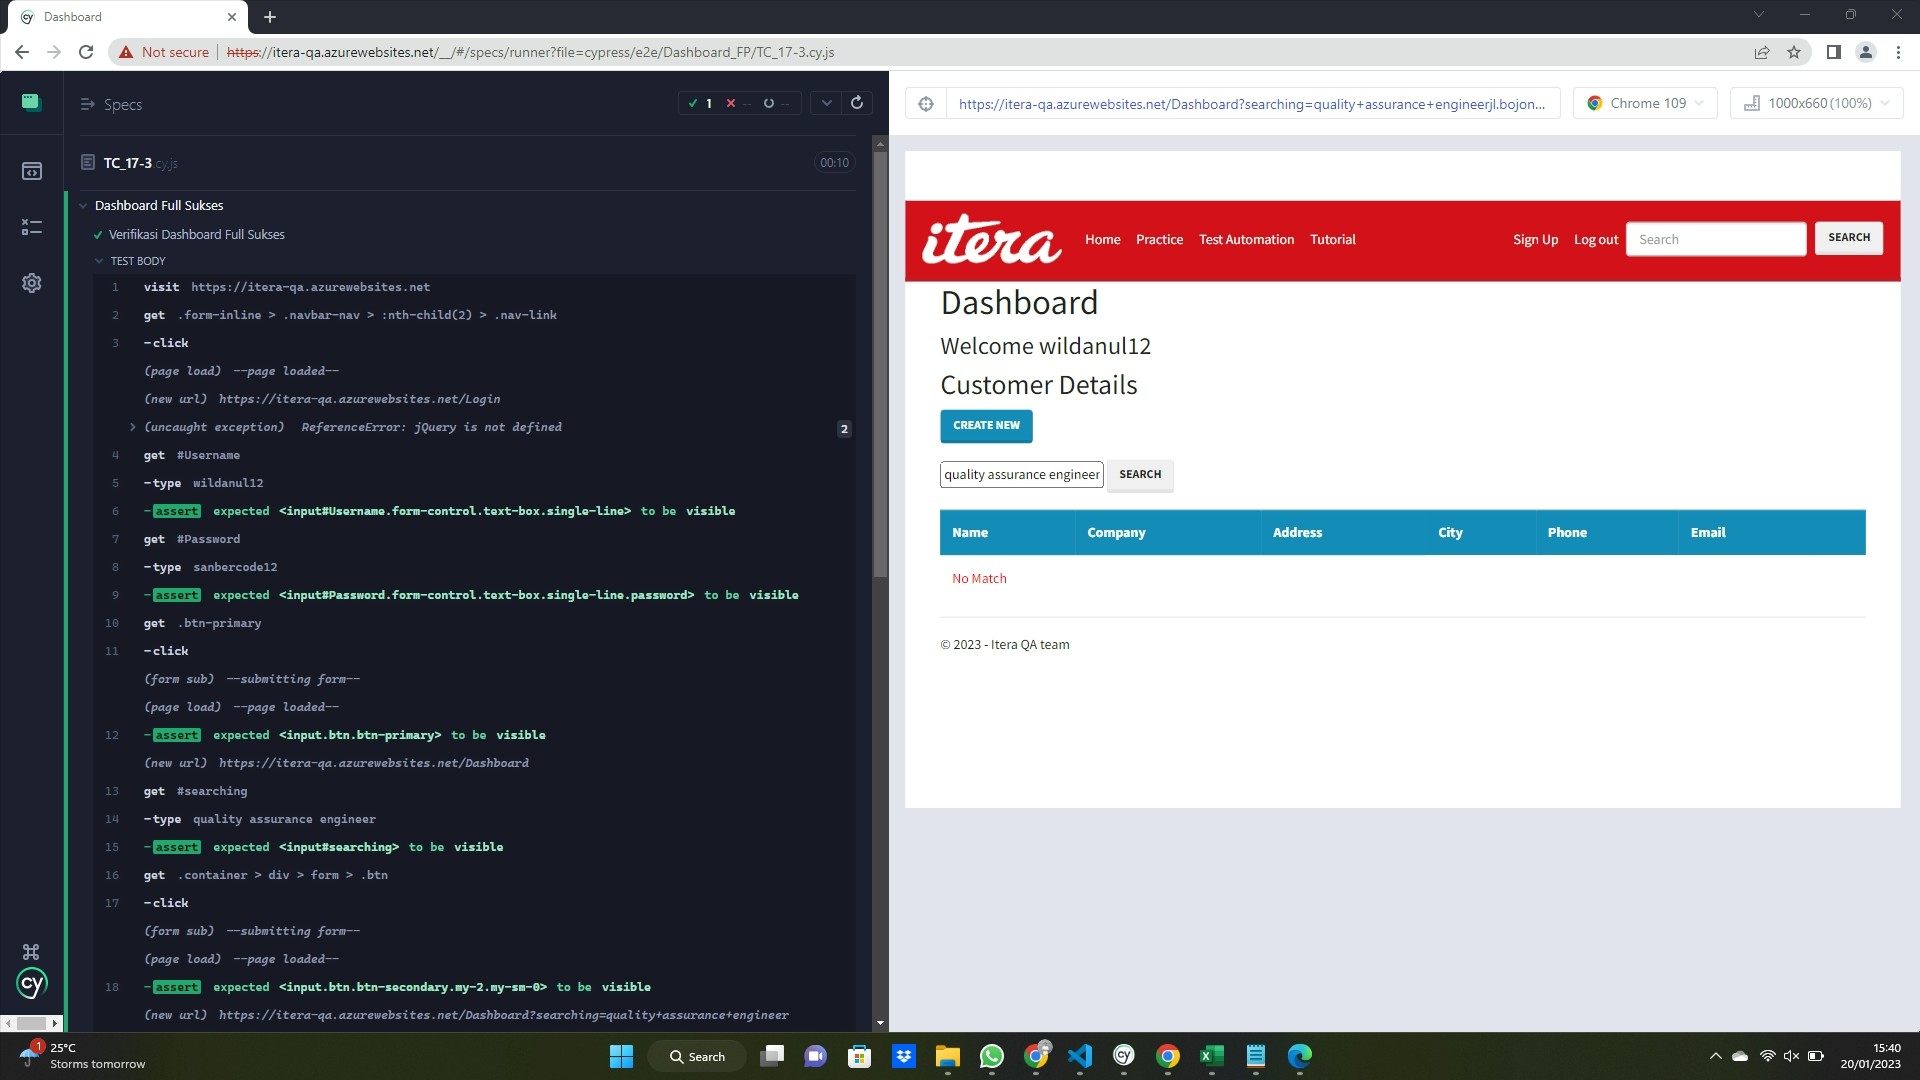 Dashboard
Not secure https://itera-qa.azurewebsites.net/__/#/specs/runner?file=cypress/e2e/Dashboard_FP/TC_17-3.cy.js
Specs
1 -- --
TC_17-3.cy.js 00:10
Dashboard Full Sukses
Verifikasi Dashboard Full Sukses
TEST BODY
1 visit https://itera-qa.azurewebsites.net
2 get .form-inline > .navbar-nav > :nth-child(2) > .nav-link
3 -click
(page load) --page loaded--
(new url) https://itera-qa.azurewebsites.net/Login
(uncaught exception) ReferenceError: jQuery is not defined 2
4 get #Username
5 -type wildanul12
6 -assert expected <input#Username.form-control.text-box.single-line> to be visible
7 get #Password
8 -type sanbercode12
9 -assert expected <input#Password.form-control.text-box.single-line.password> to be visible
10 get .btn-primary
11 -click
(form sub) --submitting form--
(page load) --page loaded--
12 -assert expected <input.btn.btn-primary> to be visible
(new url) https://itera-qa.azurewebsites.net/Dashboard
13 get #searching
14 -type quality assurance engineer
15 -assert expected <input#searching> to be visible
16 get .container > div > form > .btn
17 -click
(form sub) --submitting form--
(page load) --page loaded--
18 -assert expected <input.btn.btn-secondary.my-2.my-sm-0> to be visible
(new url) https://itera-qa.azurewebsites.net/Dashboard?searching=quality+assurance+engineer
cy
https://itera-qa.azurewebsites.net/Dashboard?searching=quality+assurance+engineerjl.bojon...
Chrome 109
1000x660 (100%)
itera Home Practice Test Automation Tutorial Sign Up Log out Search SEARCH
Dashboard
Welcome wildanul12
Customer Details
CREATE NEW
quality assurance engineer SEARCH
Name Company Address City Phone Email
No Match
© 2023 - Itera QA team
1
25°C
Storms tomorrow
Search
15:40
20/01/2023